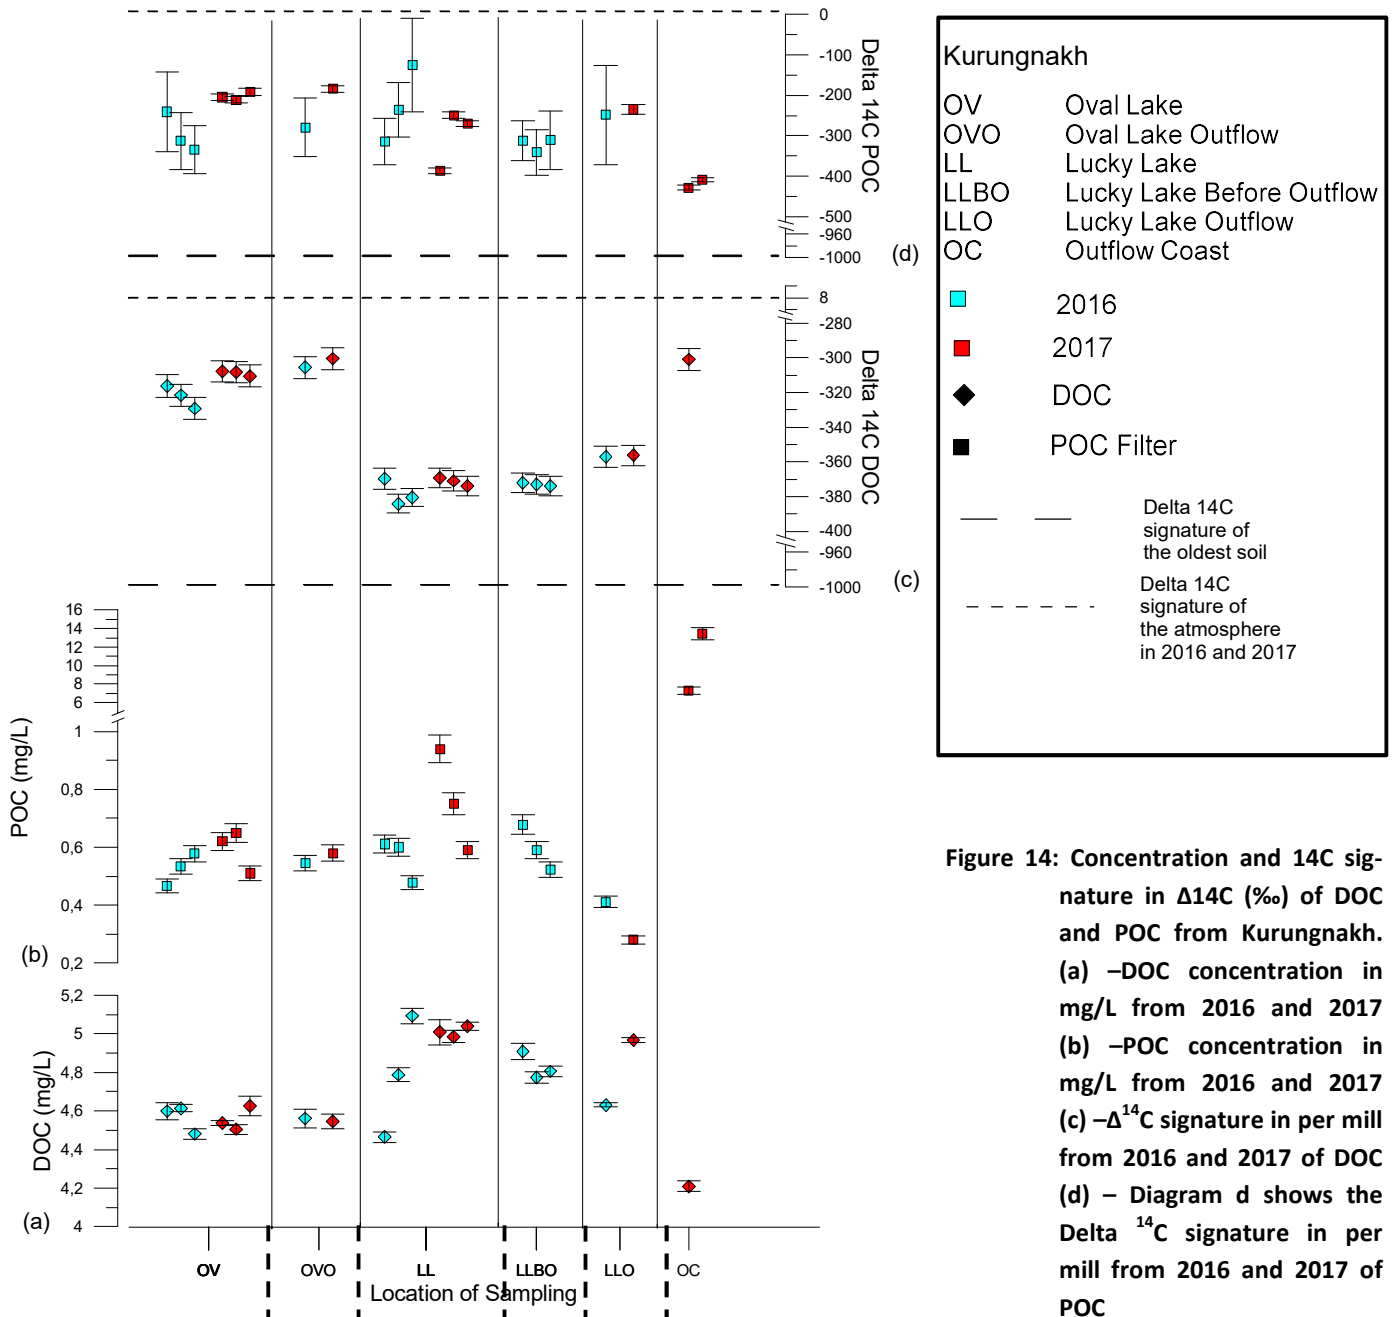 0
-100
-200
-300
-400
-500
-960
-1000
Delta 14C POC
(d)
8
-280
-300
-320
-340
-360
-380
-400
-960
-1000
Delta 14C DOC
(c)
16
14
12
10
8
6
1
0,8
0,6
0,4
0,2
POC (mg/L)
(b)
5,2
5
4,8
4,6
4,4
4,2
4
DOC (mg/L)
(a)
OV OVO LL LLBO LLO OC
Location of Sampling
Kurungnakh
OV Oval Lake
OVO Oval Lake Outflow
LL Lucky Lake
LLBO Lucky Lake Before Outflow
LLO Lucky Lake Outflow
OC Outflow Coast
2016
2017
DOC
POC Filter
Delta 14C
signature of
the oldest soil
Delta 14C
signature of
the atmosphere
in 2016 and 2017
Figure 14: Concentration and 14C sig-
nature in Δ14C (‰) of DOC
and POC from Kurungnakh.
(a) –DOC concentration in
mg/L from 2016 and 2017
(b) –POC concentration in
mg/L from 2016 and 2017
(c) –Δ¹⁴C signature in per mill
from 2016 and 2017 of DOC
(d) – Diagram d shows the
Delta ¹⁴C signature in per
mill from 2016 and 2017 of
POC